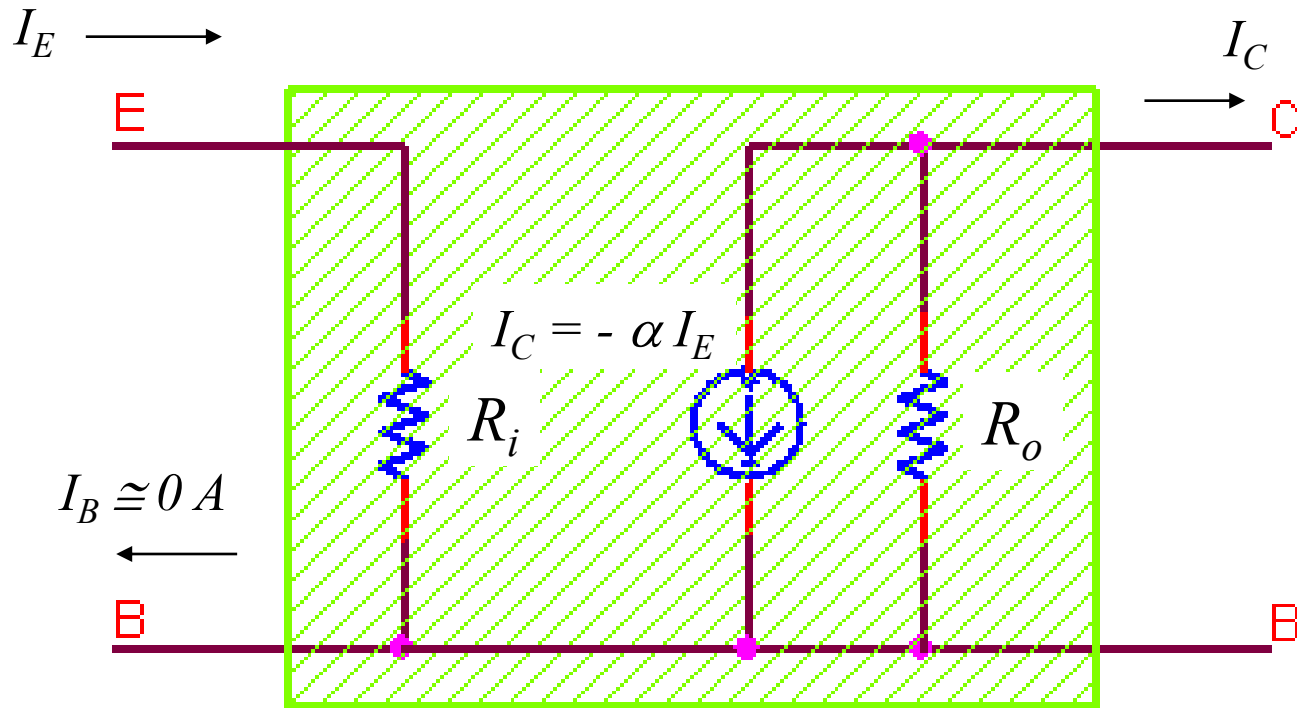 I_E
I_C
E
C
I_C = - α I_E
R_i
R_o
I_B ≅ 0 A
B
B